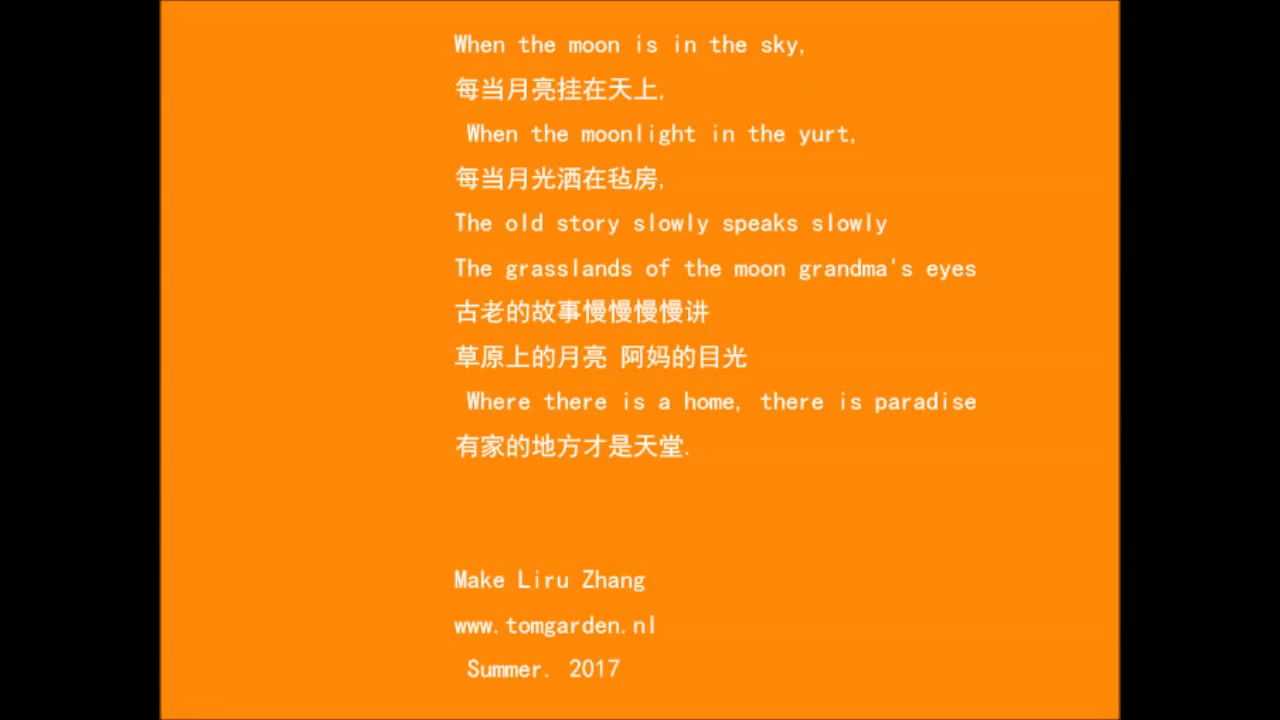 When the moon is in the sky,
每当月亮挂在天上,
When the moonlight in the yurt,
每当月光洒在毡房,
The old story slowly speaks slowly
The grasslands of the moon grandma's eyes
古老的故事慢慢慢慢讲
草原上的月亮 阿妈的目光
Where there is a home, there is paradise
有家的地方才是天堂.
Make Liru Zhang
www.tomgarden.nl
Summer. 2017